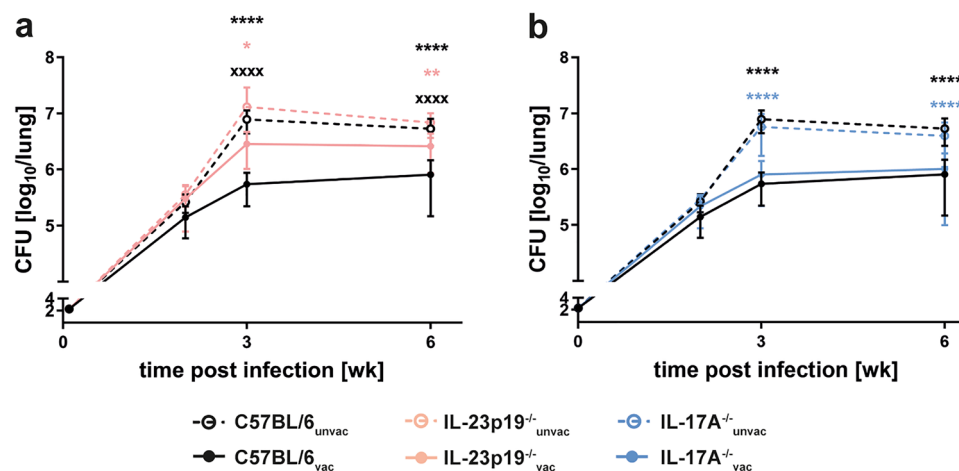 a
b
****
*
xxxx
****
**
xxxx
****
****
****
****
CFU [log10/lung]
8
7
6
5
4
2
0
3
6
time post infection [wk]
CFU [log10/lung]
8
7
6
5
4
2
0
3
6
time post infection [wk]
C57BL/6unvac
IL-23p19-/-unvac
IL-17A-/-unvac
C57BL/6vac
IL-23p19-/-vac
IL-17A-/-vac